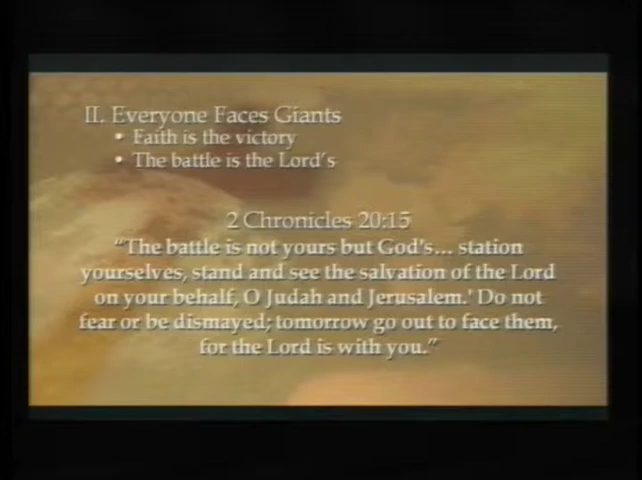 II. Everyone Faces Giants
• Faith is the victory
• The battle is the Lord's
2 Chronicles 20:15
"The battle is not yours but God's... station
yourselves, stand and see the salvation of the Lord
on your behalf, O Judah and Jerusalem.' Do not
fear or be dismayed; tomorrow go out to face them,
for the Lord is with you."